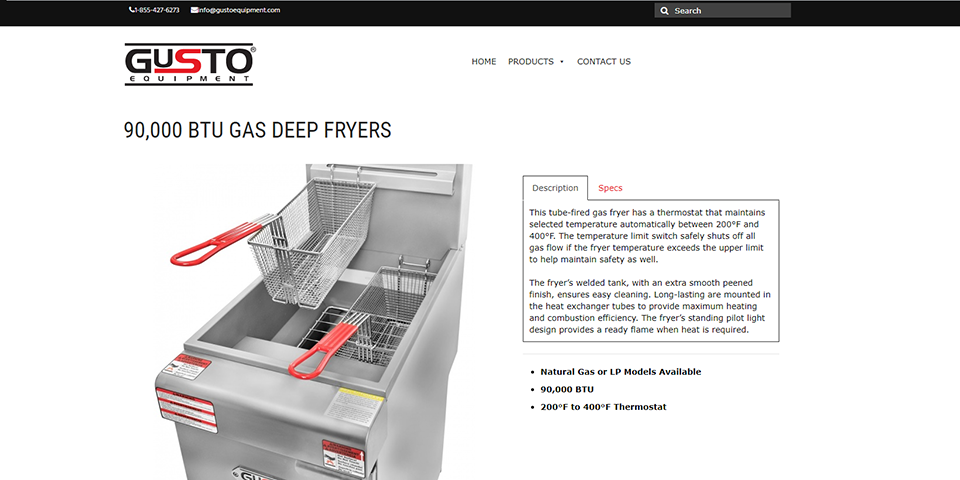 1-855-427-6273 info@gustoequipment.com Search
GUSTO®
EQUIPMENT
HOME PRODUCTS CONTACT US
90,000 BTU GAS DEEP FRYERS
Description Specs
This tube-fired gas fryer has a thermostat that maintains
selected temperature automatically between 200°F and
400°F. The temperature limit switch safely shuts off all
gas flow if the fryer temperature exceeds the upper limit
to help maintain safety as well.
The fryer’s welded tank, with an extra smooth peened
finish, ensures easy cleaning. Long-lasting are mounted in
the heat exchanger tubes to provide maximum heating
and combustion efficiency. The fryer’s standing pilot light
design provides a ready flame when heat is required.
• Natural Gas or LP Models Available
• 90,000 BTU
• 200°F to 400°F Thermostat